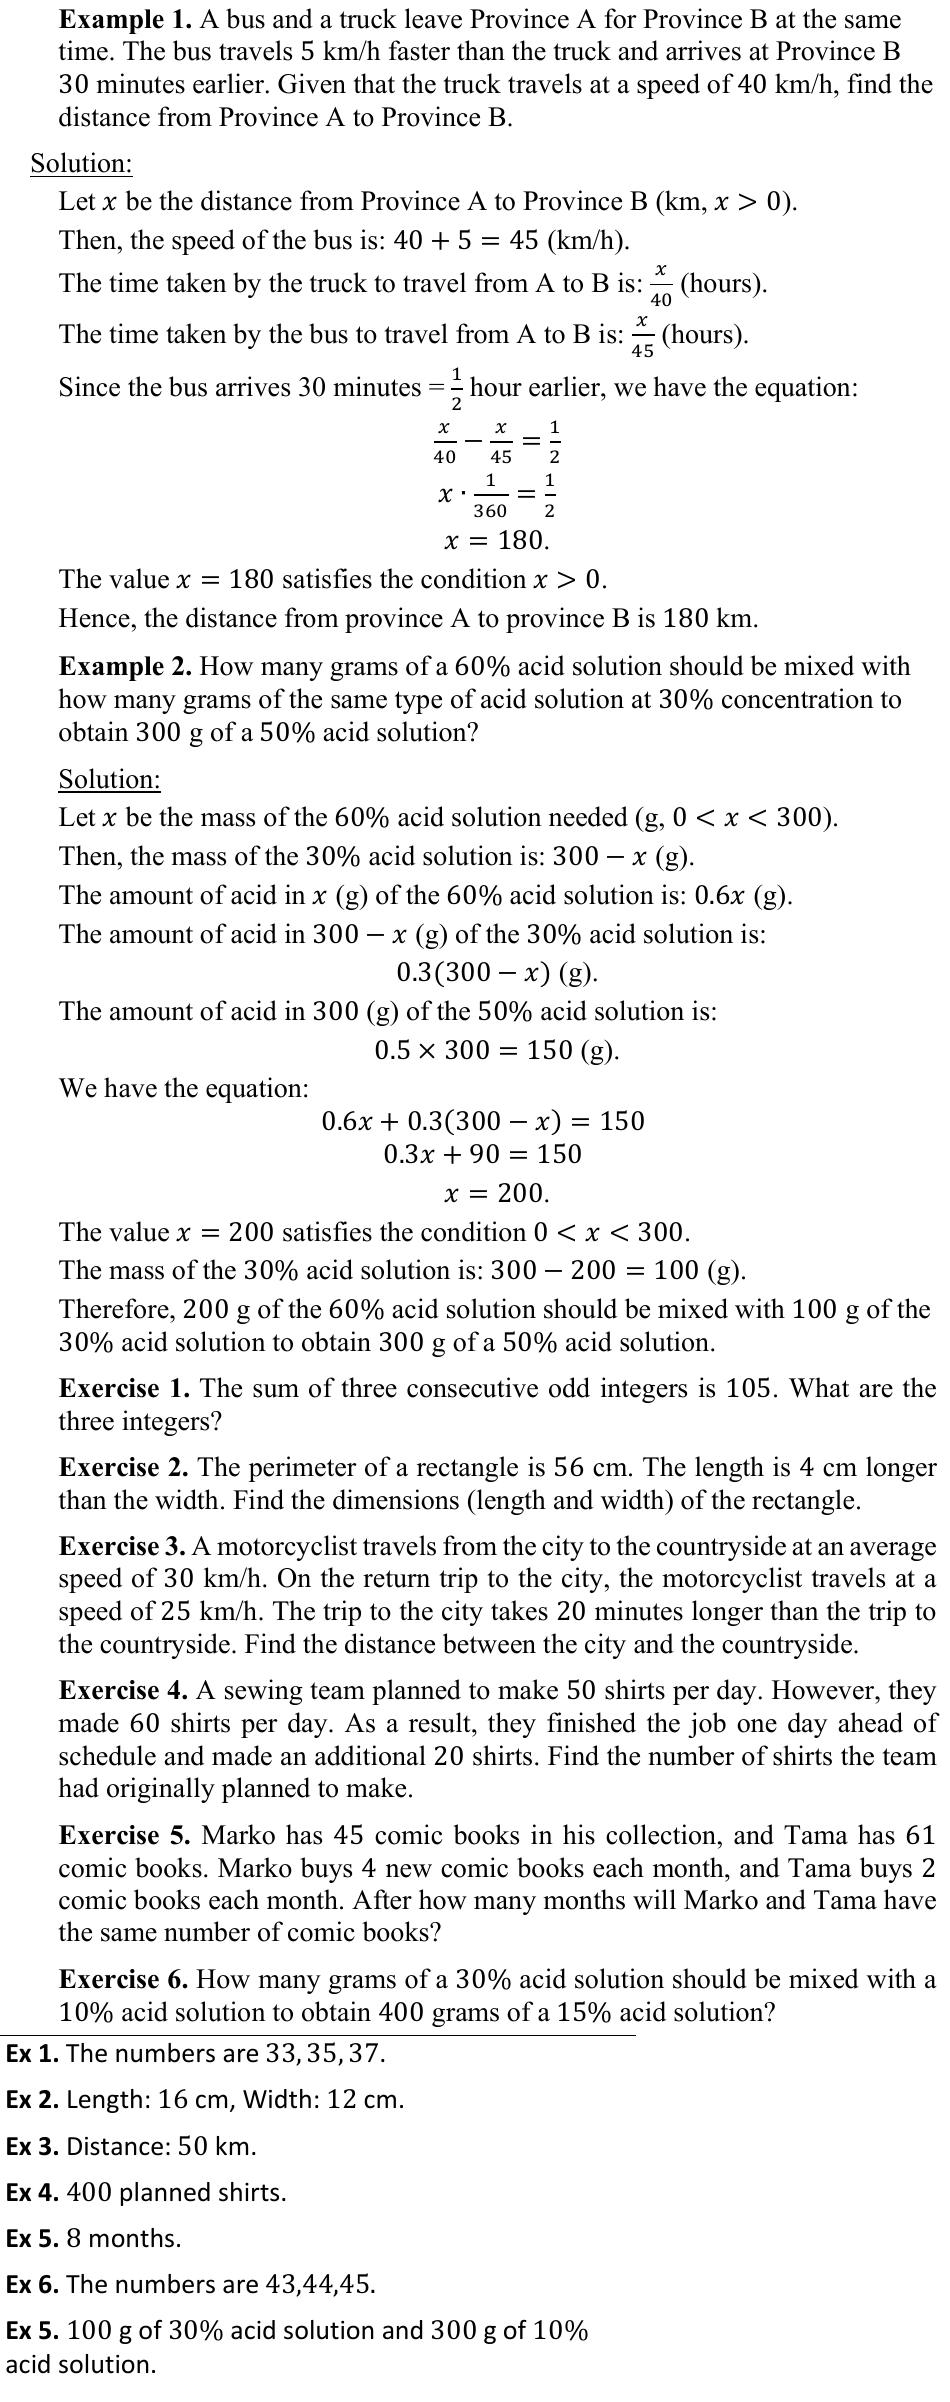 Example 1. A bus and a truck leave Province A for Province B at the same
time. The bus travels 5 km/h faster than the truck and arrives at Province B
30 minutes earlier. Given that the truck travels at a speed of 40 km/h, find the
distance from Province A to Province B.
Solution:
Let x be the distance from Province A to Province B (km, x > 0).
Then, the speed of the bus is: 40 + 5 = 45 (km/h).
The time taken by the truck to travel from A to B is: x/40 (hours).
The time taken by the bus to travel from A to B is: x/45 (hours).
Since the bus arrives 30 minutes = 1/2 hour earlier, we have the equation:
x/40 − x/45 = 1/2
x · 1/360 = 1/2
x = 180.
The value x = 180 satisfies the condition x > 0.
Hence, the distance from province A to province B is 180 km.
Example 2. How many grams of a 60% acid solution should be mixed with
how many grams of the same type of acid solution at 30% concentration to
obtain 300 g of a 50% acid solution?
Solution:
Let x be the mass of the 60% acid solution needed (g, 0 < x < 300).
Then, the mass of the 30% acid solution is: 300 − x (g).
The amount of acid in x (g) of the 60% acid solution is: 0.6x (g).
The amount of acid in 300 − x (g) of the 30% acid solution is:
0.3(300 − x) (g).
The amount of acid in 300 (g) of the 50% acid solution is:
0.5 × 300 = 150 (g).
We have the equation:
0.6x + 0.3(300 − x) = 150
0.3x + 90 = 150
x = 200.
The value x = 200 satisfies the condition 0 < x < 300.
The mass of the 30% acid solution is: 300 − 200 = 100 (g).
Therefore, 200 g of the 60% acid solution should be mixed with 100 g of the
30% acid solution to obtain 300 g of a 50% acid solution.
Exercise 1. The sum of three consecutive odd integers is 105. What are the
three integers?
Exercise 2. The perimeter of a rectangle is 56 cm. The length is 4 cm longer
than the width. Find the dimensions (length and width) of the rectangle.
Exercise 3. A motorcyclist travels from the city to the countryside at an average
speed of 30 km/h. On the return trip to the city, the motorcyclist travels at a
speed of 25 km/h. The trip to the city takes 20 minutes longer than the trip to
the countryside. Find the distance between the city and the countryside.
Exercise 4. A sewing team planned to make 50 shirts per day. However, they
made 60 shirts per day. As a result, they finished the job one day ahead of
schedule and made an additional 20 shirts. Find the number of shirts the team
had originally planned to make.
Exercise 5. Marko has 45 comic books in his collection, and Tama has 61
comic books. Marko buys 4 new comic books each month, and Tama buys 2
comic books each month. After how many months will Marko and Tama have
the same number of comic books?
Exercise 6. How many grams of a 30% acid solution should be mixed with a
10% acid solution to obtain 400 grams of a 15% acid solution?
Ex 1. The numbers are 33, 35, 37.
Ex 2. Length: 16 cm, Width: 12 cm.
Ex 3. Distance: 50 km.
Ex 4. 400 planned shirts.
Ex 5. 8 months.
Ex 6. The numbers are 43,44,45.
Ex 5. 100 g of 30% acid solution and 300 g of 10%
acid solution.